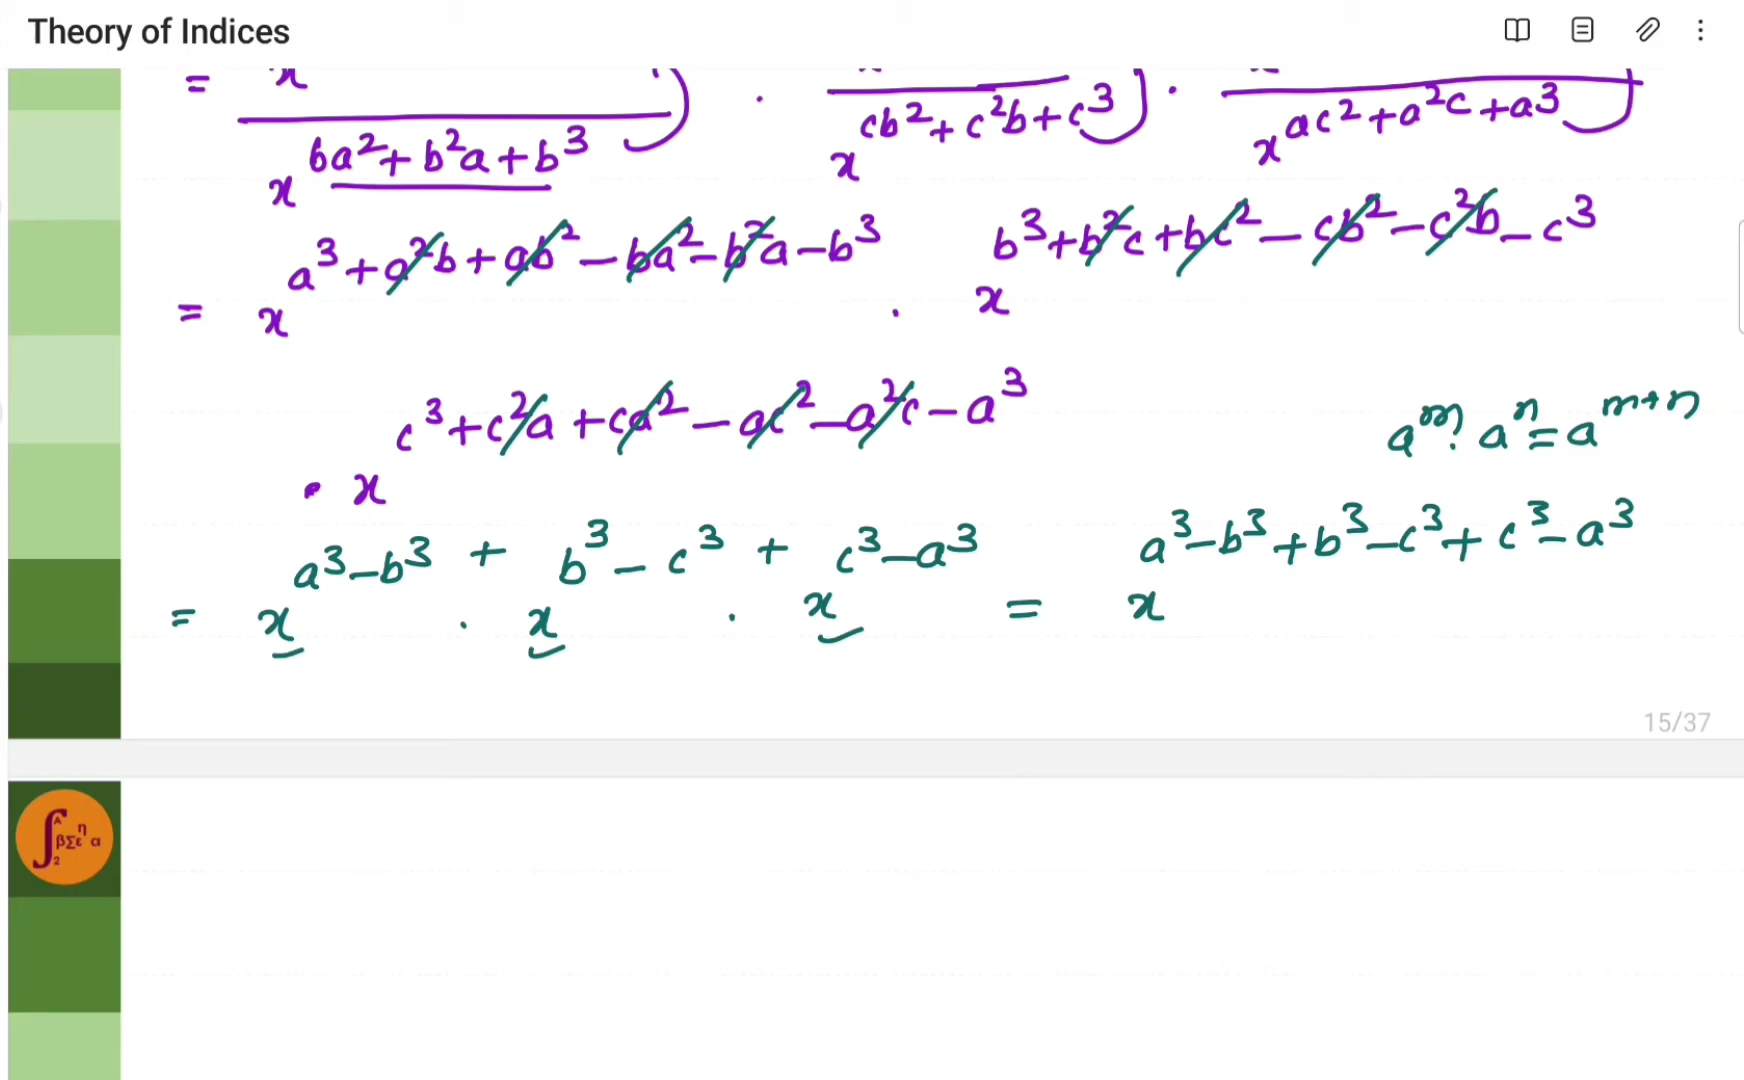 Theory of Indices
= x
x^{ba²+b²a+b³} · x^{cb²+c²b+c³} · x^{ac²+a²c+a³}
= x^{a³+a²b+ab²-ba²-b²a-b³} · x^{b³+b²c+bc²-cb²-c²b-c³}
· x^{c³+c²a+ca²-ac²-a²c-a³}
a^m · a^n = a^{m+n}
= x^{a³-b³} + · x^{b³-c³} + · x^{c³-a³} = x^{a³-b³+b³-c³+c³-a³}
15/37